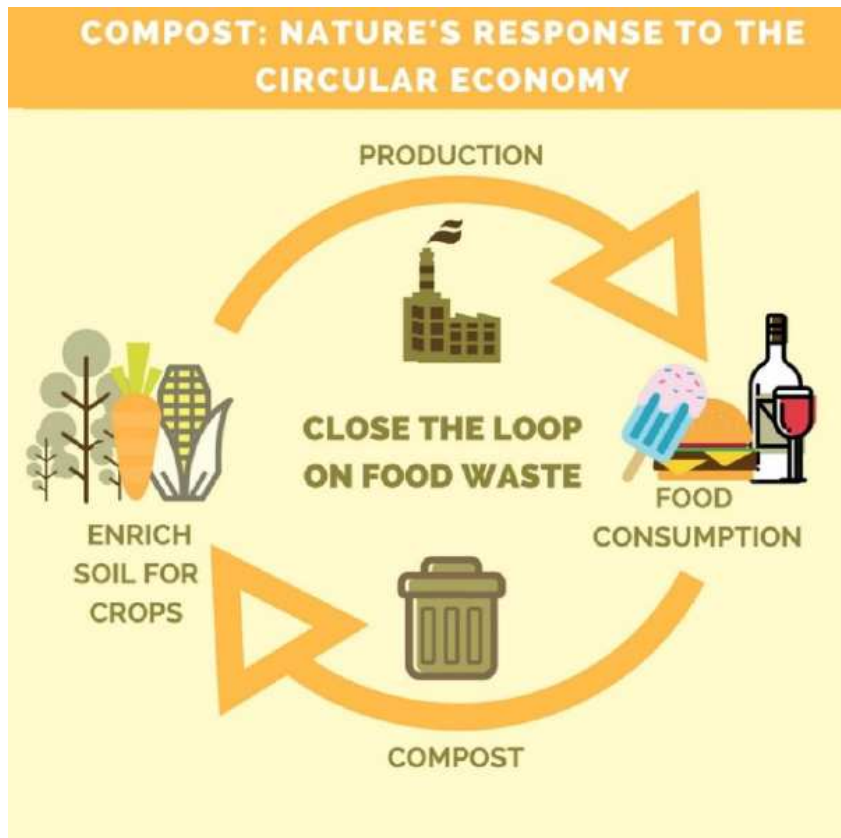 COMPOST: NATURE'S RESPONSE TO THE
CIRCULAR ECONOMY
PRODUCTION
CLOSE THE LOOP
ON FOOD WASTE
FOOD
CONSUMPTION
ENRICH
SOIL FOR
CROPS
COMPOST